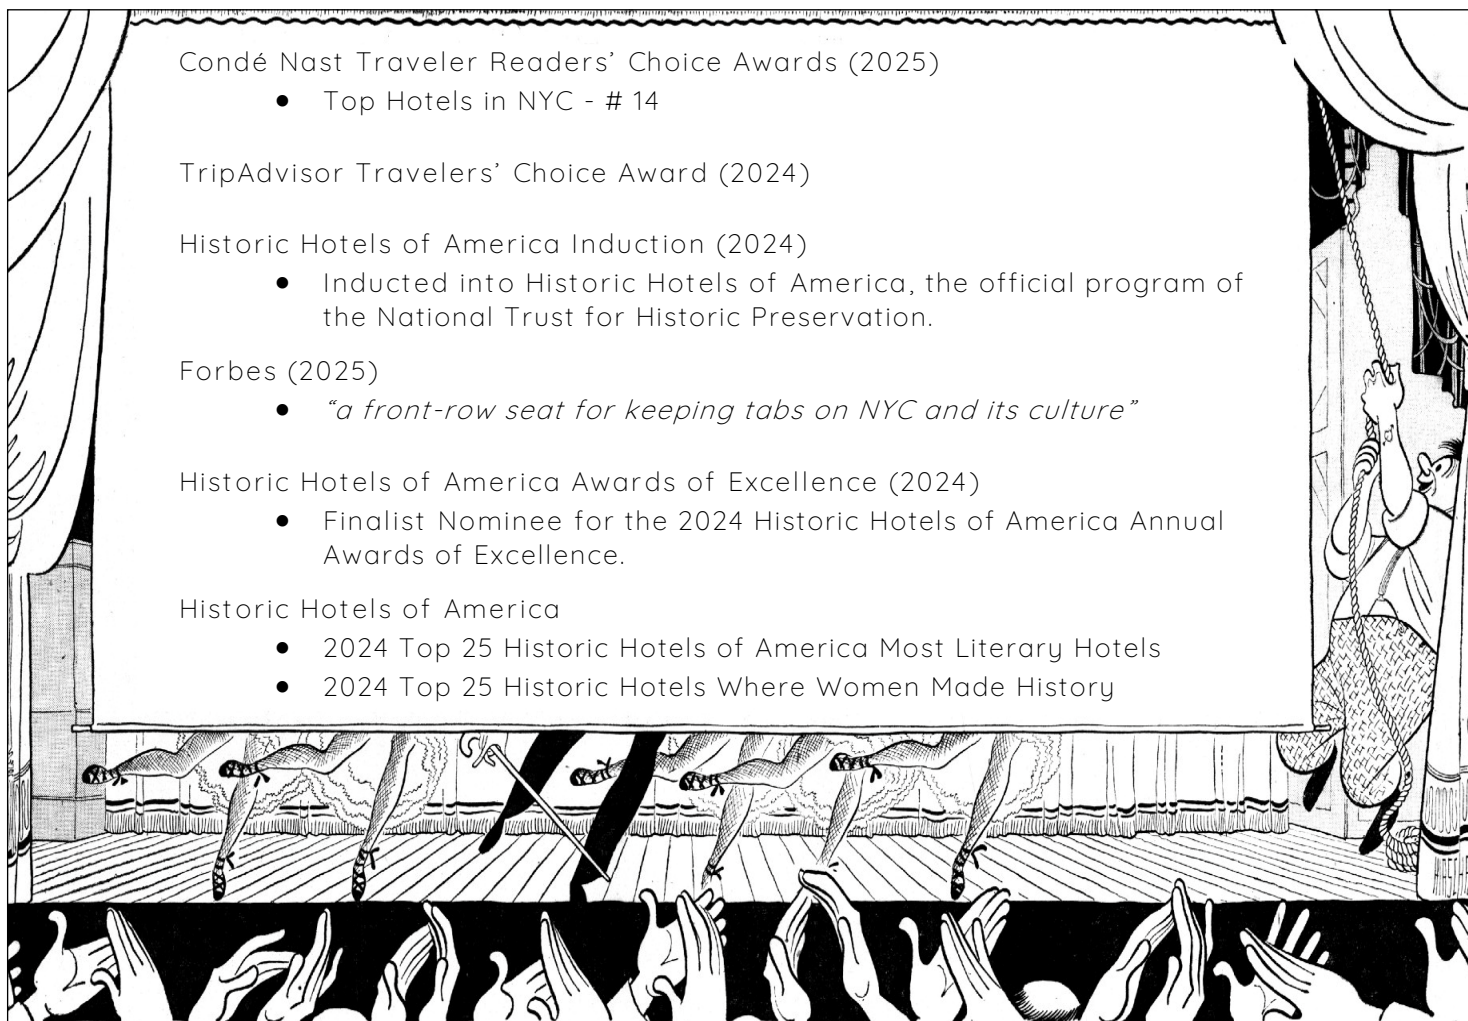 Condé Nast Traveler Readers’ Choice Awards (2025)
● Top Hotels in NYC - # 14
TripAdvisor Travelers’ Choice Award (2024)
Historic Hotels of America Induction (2024)
● Inducted into Historic Hotels of America, the official program of
the National Trust for Historic Preservation.
Forbes (2025)
● “a front-row seat for keeping tabs on NYC and its culture”
Historic Hotels of America Awards of Excellence (2024)
● Finalist Nominee for the 2024 Historic Hotels of America Annual
Awards of Excellence.
Historic Hotels of America
● 2024 Top 25 Historic Hotels of America Most Literary Hotels
● 2024 Top 25 Historic Hotels Where Women Made History